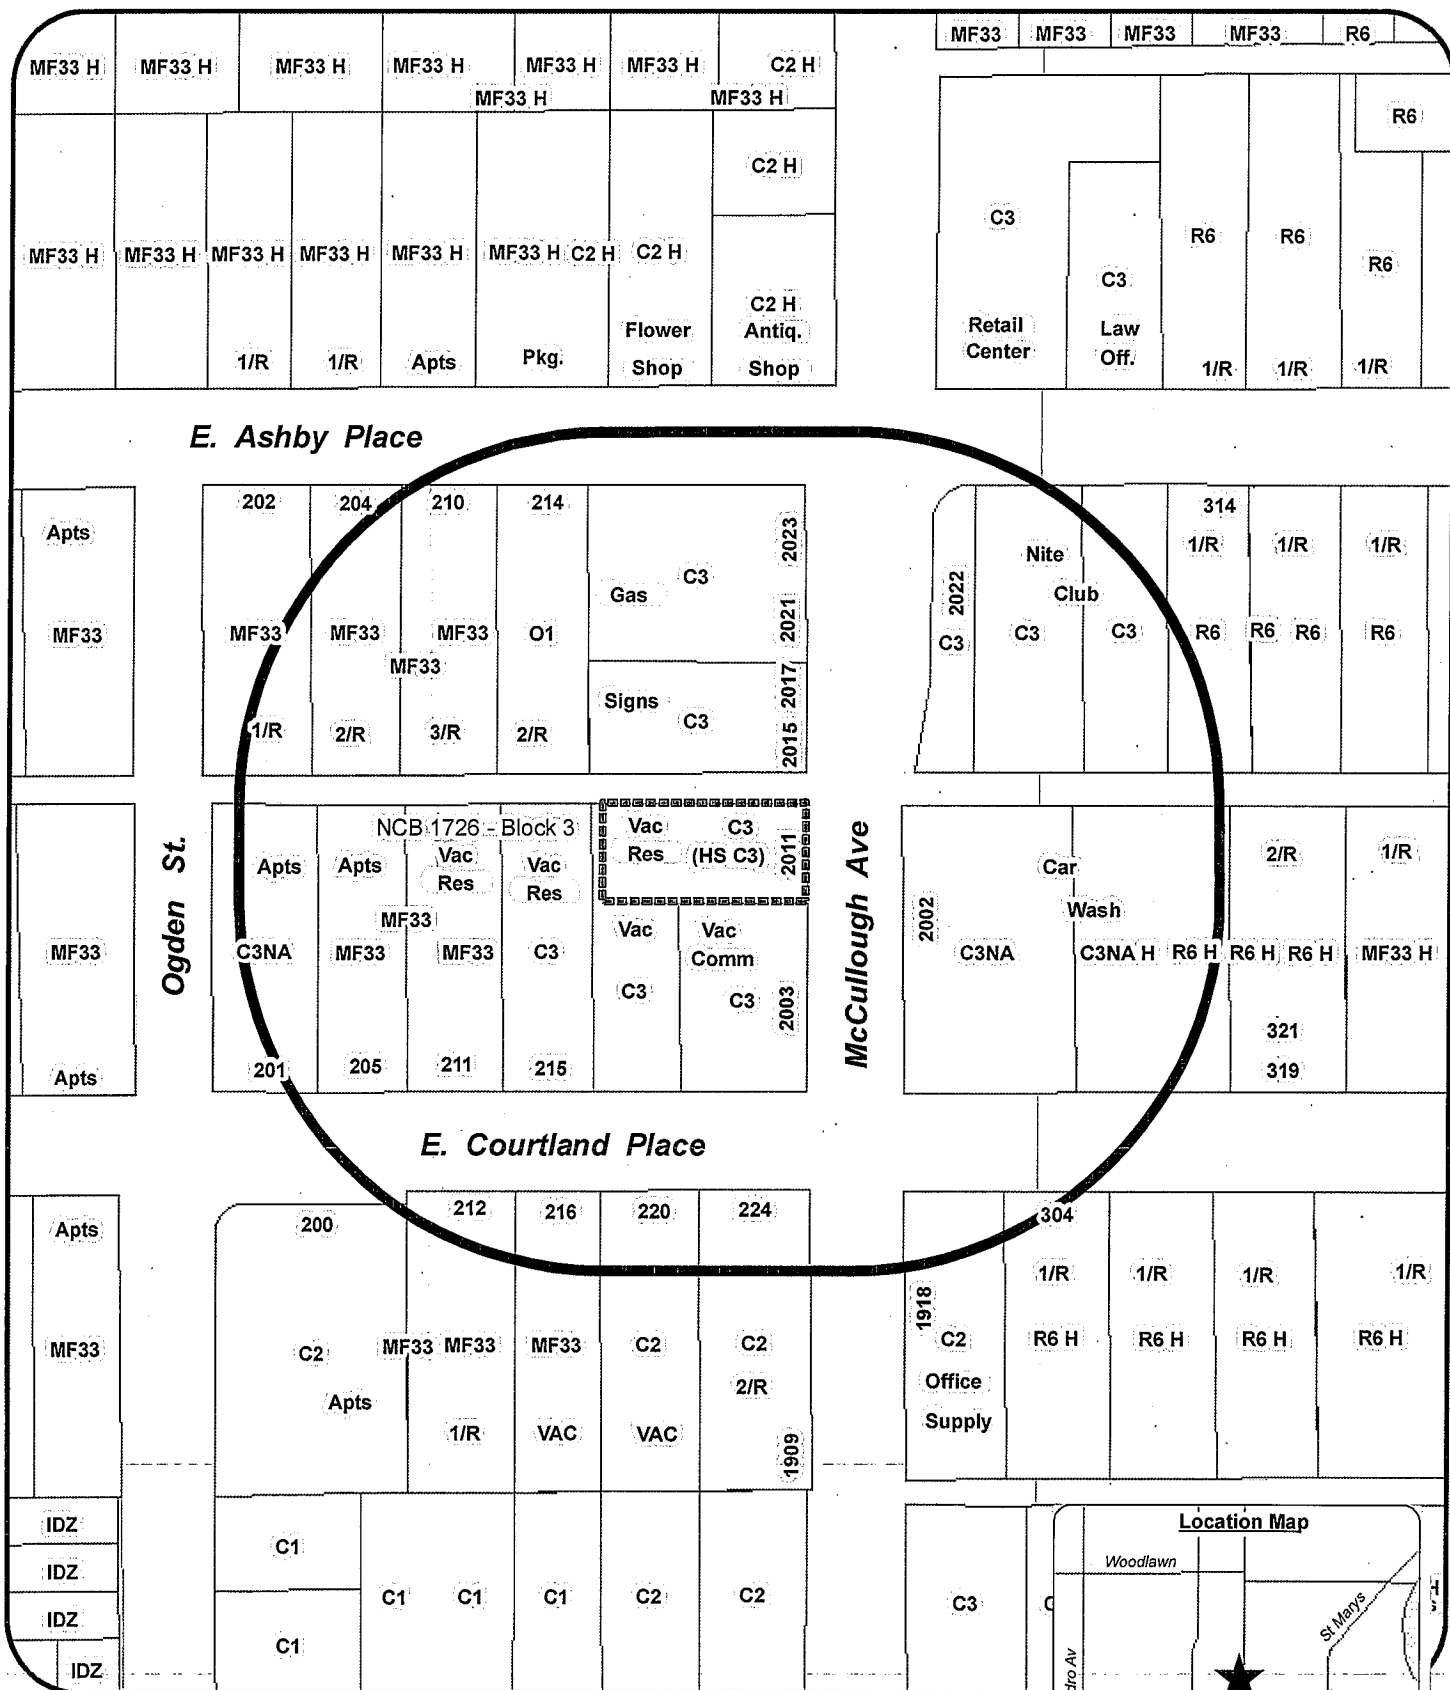 MF33 MF33 MF33 MF33 R6
MF33 H MF33 H MF33 H MF33 H MF33 H MF33 H C2 H
MF33 H MF33 H
R6
C2 H
C3
MF33 H MF33 H MF33 H MF33 H MF33 H MF33 H C2 H C2 H
R6 R6 R6
C3
C2 H
Flower Antiq.
Shop Shop
Retail Law
Center Off.
1/R 1/R Apts Pkg.
1/R 1/R 1/R
E. Ashby Place
202 204 210 214
314
Apts
2023
Nite
1/R 1/R 1/R
Gas C3
2022
Club
2021
MF33
MF33 MF33 MF33 O1
MF33
C3 C3 C3 R6 R6 R6 R6
Signs C3
2017
2015
1/R 2/R 3/R 2/R
NCB 1726 - Block 3
Vac C3
Res (HS C3)
2011
Apts Apts Vac Vac
Res Res
Car
Wash
2/R 1/R
Ogden St.
McCullough Ave
2002
MF33
Vac Vac
Comm
MF33
C3NA MF33 MF33 C3
C3 C3
2003
C3NA C3NA H R6 H R6 H R6 H MF33 H
321
319
Apts
201 205 211 215
E. Courtland Place
Apts
200 212 216 220 224
304
1/R 1/R 1/R 1/R
1918
MF33
C2 MF33 MF33 MF33 C2 C2
C2 R6 H R6 H R6 H R6 H
2/R
Office
Supply
Apts
1/R VAC VAC
1909
IDZ
IDZ
IDZ
IDZ
C1
C1 C1 C1 C2 C2
C1
C3
Location Map
Woodlawn
St Marys
dro Av